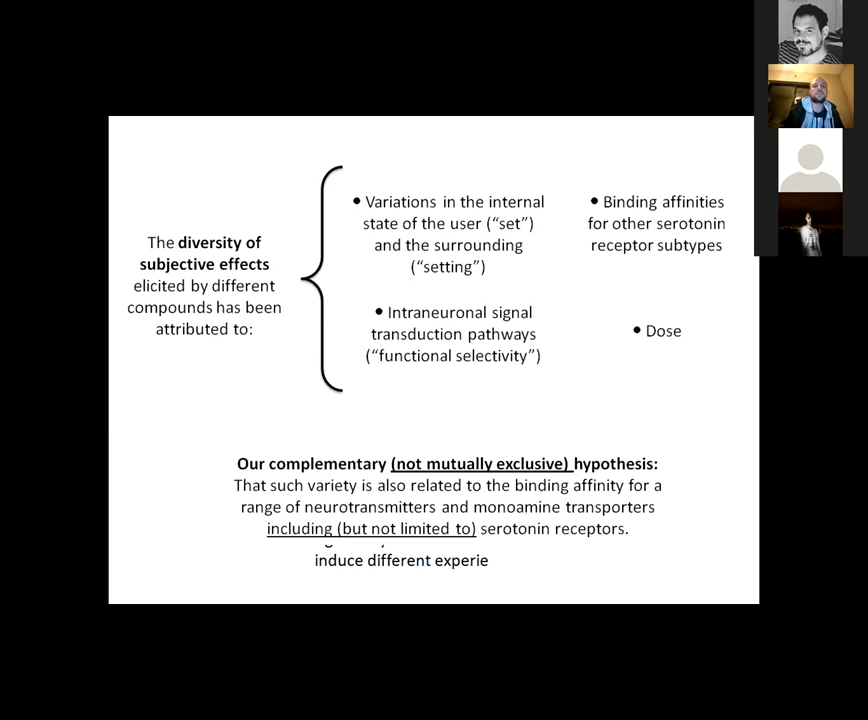 The diversity of
subjective effects
elicited by different
compounds has been
attributed to:
• Variations in the internal
state of the user (“set”)
and the surrounding
(“setting”)
• Binding affinities
for other serotonin
receptor subtypes
• Intraneuronal signal
transduction pathways
(“functional selectivity”)
• Dose
Our complementary (not mutually exclusive) hypothesis:
That such variety is also related to the binding affinity for a
range of neurotransmitters and monoamine transporters
including (but not limited to) serotonin receptors.
induce different experie